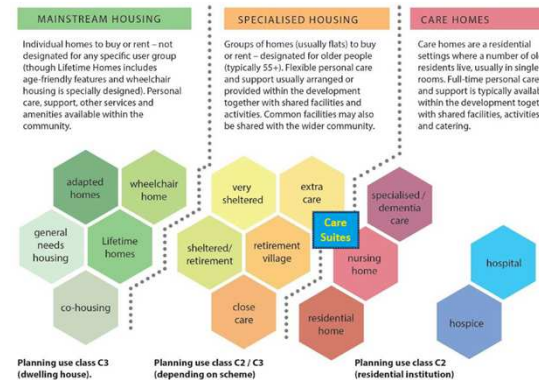 MAINSTREAM HOUSING
Individual homes to buy or rent – not
designated for any specific user group
(though Lifetime Homes includes
age-friendly features and wheelchair
housing is specially designed). Personal
care, support, other services and
amenities available within the
community.
SPECIALISED HOUSING
Groups of homes (usually flats) to buy
or rent – designated for older people
(typically 55+). Flexible personal care
and support usually arranged or
provided within the development
together with shared facilities and
activities. Common facilities may also
be shared with the wider community.
CARE HOMES
Care homes are a residential
settings where a number of old
residents live, usually in single
rooms. Full-time personal care
and support is typically availab
within the development togeth
with shared facilities, activities
and catering.
adapted
homes
wheelchair
home
general
needs
housing
Lifetime
homes
co-housing
very
sheltered
extra
care
sheltered/
retirement
retirement
village
close
care
Care
Suites
specialised /
dementia
care
nursing
home
residential
home
hospital
hospice
Planning use class C3
(dwelling house).
Planning use class C2 / C3
(depending on scheme)
Planning use class C2
(residential institution)